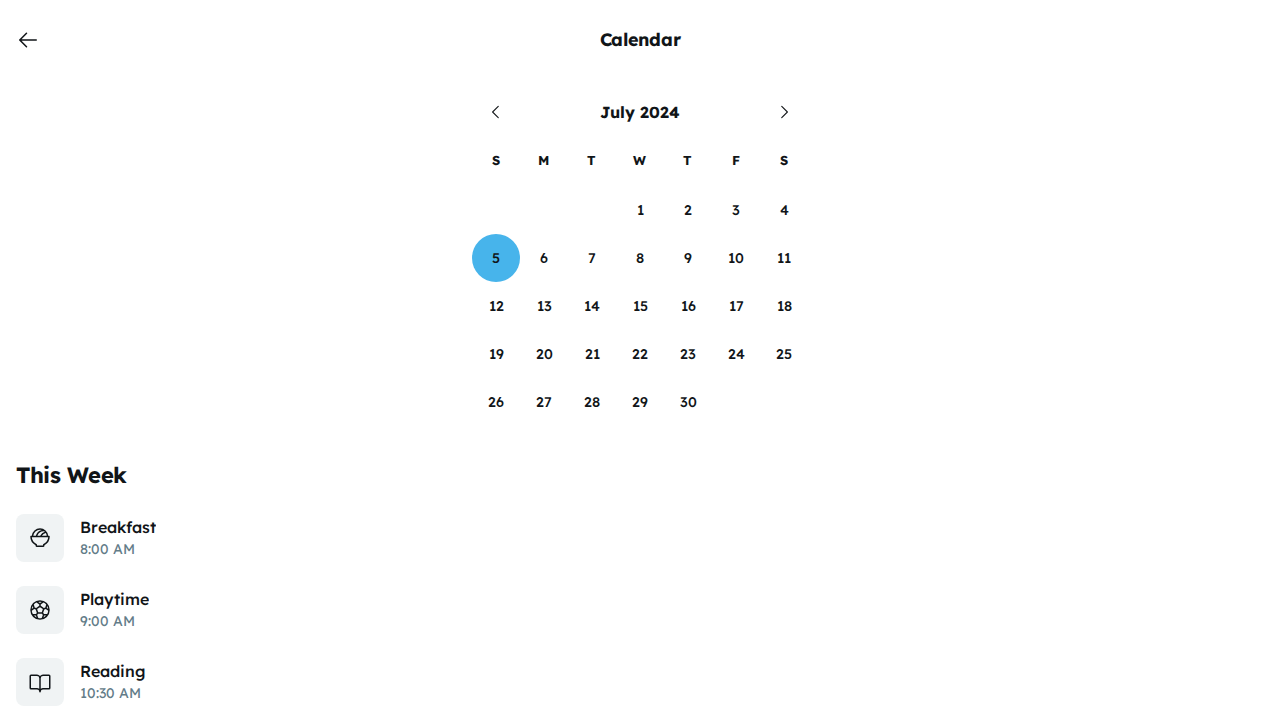 Calendar
July 2024
S M T W T F S
1 2 3 4
5 6 7 8 9 10 11
12 13 14 15 16 17 18
19 20 21 22 23 24 25
26 27 28 29 30
This Week
Breakfast
8:00 AM
Playtime
9:00 AM
Reading
10:30 AM